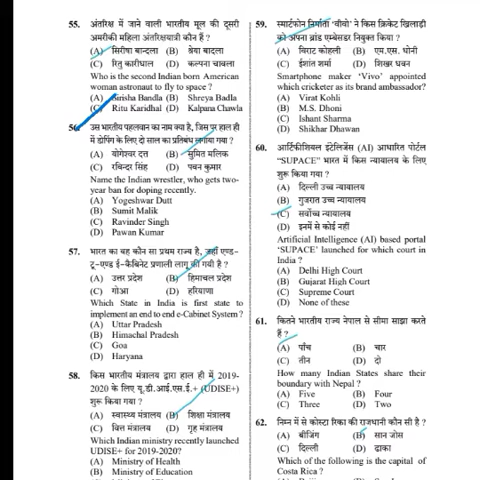 55. अंतरिक्ष में जाने वाली भारतीय मूल की दूसरी
अमरीकी महिला अंतरिक्षयात्री कौन हैं ?
(A) सिरीषा बान्दला (B) श्रेया बादला
(C) रितु कारीधाल (D) कल्पना चावला
Who is the second Indian born American
woman astronaut to fly to space ?
(A) Sirisha Bandla (B) Shreya Badla
(C) Ritu Karidhal (D) Kalpana Chawla
56. उस भारतीय पहलवान का नाम क्या है, जिस पर हाल ही
में डोपिंग के लिए दो साल का प्रतिबंध लगाया गया ?
(A) योगेश्वर दत्त (B) सुमित मलिक
(C) रविन्दर सिंह (D) पवन कुमार
Name the Indian wrestler, who gets two-
year ban for doping recently.
(A) Yogeshwar Dutt
(B) Sumit Malik
(C) Ravinder Singh
(D) Pawan Kumar
57. भारत का वह कौन सा प्रथम राज्य है, जहाँ एण्ड-
टू-एण्ड ई-कैबिनेट प्रणाली लागू की गयी है ?
(A) उत्तर प्रदेश (B) हिमाचल प्रदेश
(C) गोआ (D) हरियाणा
Which State in India is first state to
implement an end to end e-Cabinet System ?
(A) Uttar Pradesh
(B) Himachal Pradesh
(C) Goa
(D) Haryana
58. किस भारतीय मंत्रालय द्वारा हाल ही में 2019-
2020 के लिए यू.डी.आई.एस.ई.+ (UDISE+)
शुरू किया गया ?
(A) स्वास्थ्य मंत्रालय (B) शिक्षा मंत्रालय
(C) वित्त मंत्रालय (D) गृह मंत्रालय
Which Indian ministry recently launched
UDISE+ for 2019-2020?
(A) Ministry of Health
(B) Ministry of Education
59. स्मार्टफोन निर्माता 'वीवो' ने किस क्रिकेट खिलाड़ी
को अपना ब्रांड एम्बेसडर नियुक्त किया ?
(A) विराट कोहली (B) एम.एस. धोनी
(C) ईशांत शर्मा (D) शिखर धवन
Smartphone maker 'Vivo' appointed
which cricketer as its brand ambassador?
(A) Virat Kohli
(B) M.S. Dhoni
(C) Ishant Sharma
(D) Shikhar Dhawan
60. आर्टिफीशियल इंटेलिजेंस (AI) आधारित पोर्टल
"SUPACE" भारत में किस न्यायालय के लिए
शुरू किया गया ?
(A) दिल्ली उच्च न्यायालय
(B) गुजरात उच्च न्यायालय
(C) सर्वोच्च न्यायालय
(D) इनमें से कोई नहीं
Artificial Intelligence (AI) based portal
'SUPACE' launched for which court in
India ?
(A) Delhi High Court
(B) Gujarat High Court
(C) Supreme Court
(D) None of these
61. कितने भारतीय राज्य नेपाल से सीमा साझा करते
हैं ?
(A) पाँच (B) चार
(C) तीन (D) दो
How many Indian States share their
boundary with Nepal ?
(A) Five (B) Four
(C) Three (D) Two
62. निम्न में से कोस्टा रिका की राजधानी कौन सी है ?
(A) बीजिंग (B) सान जोस
(C) दिल्ली (D) ढाका
Which of the following is the capital of
Costa Rica ?